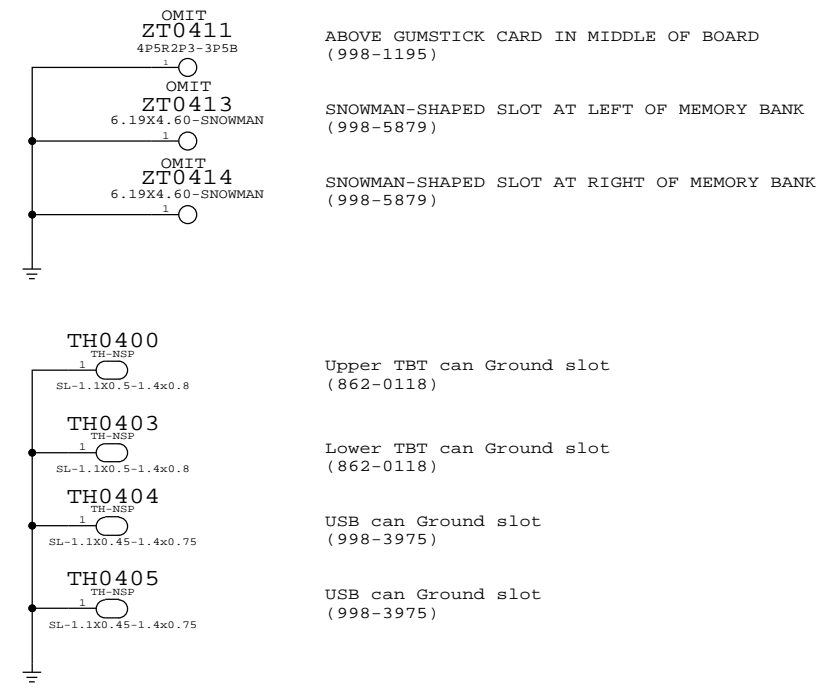 OMIT
ZT0411
4P5R2P3-3P5B
1
ABOVE GUMSTICK CARD IN MIDDLE OF BOARD
(998-1195)
OMIT
ZT0413
6.19X4.60-SNOWMAN
1
SNOWMAN-SHAPED SLOT AT LEFT OF MEMORY BANK
(998-5879)
OMIT
ZT0414
6.19X4.60-SNOWMAN
1
SNOWMAN-SHAPED SLOT AT RIGHT OF MEMORY BANK
(998-5879)
TH0400
TH-NSP
1
SL-1.1X0.5-1.4x0.8
Upper TBT can Ground slot
(862-0118)
TH0403
TH-NSP
1
SL-1.1X0.5-1.4x0.8
Lower TBT can Ground slot
(862-0118)
TH0404
TH-NSP
1
SL-1.1X0.45-1.4x0.75
USB can Ground slot
(998-3975)
TH0405
TH-NSP
1
SL-1.1X0.45-1.4x0.75
USB can Ground slot
(998-3975)